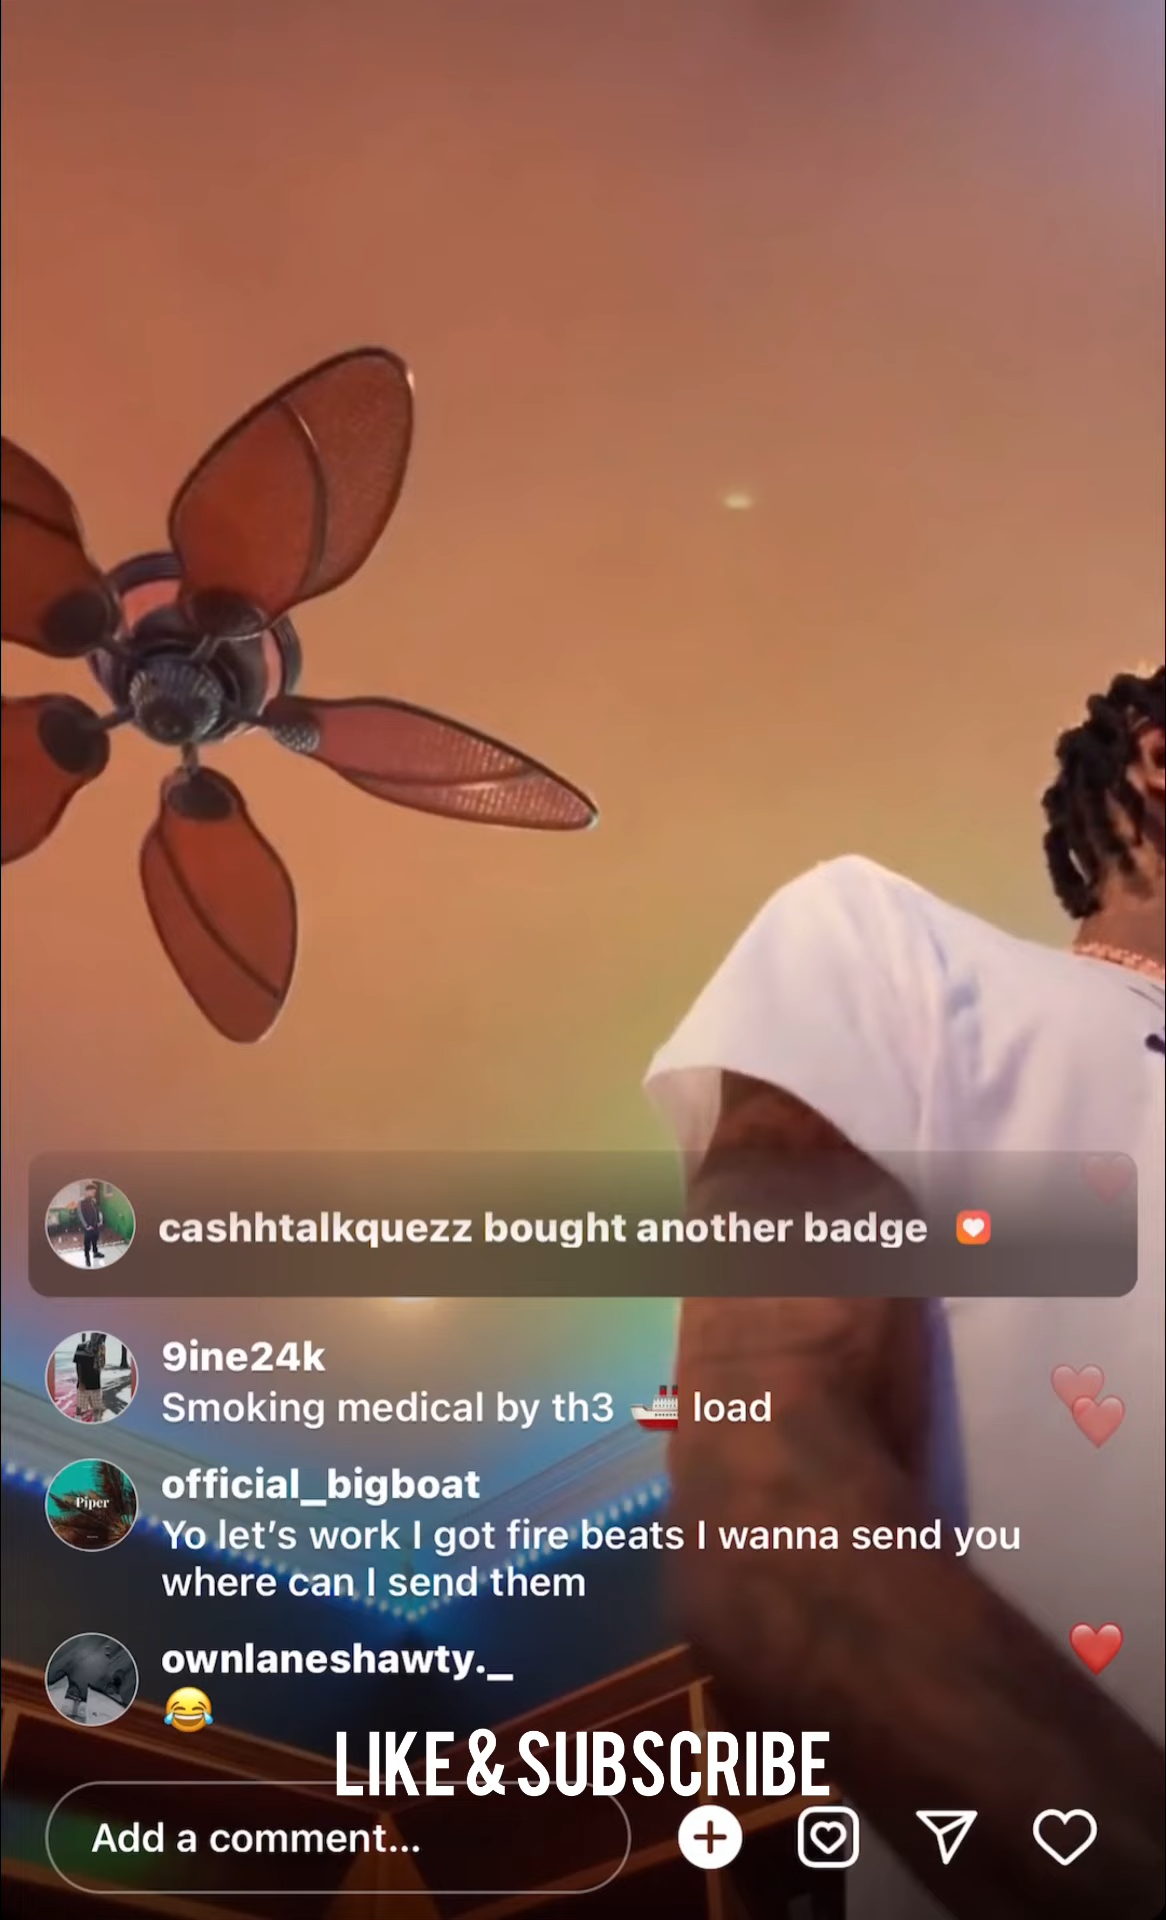 cashhtalkquezz bought another badge
9ine24k
Smoking medical by th3 🛳️ load
official_bigboat
Piper
Yo let’s work I got fire beats I wanna send you
where can I send them
ownlaneshawty._
😂
LIKE & SUBSCRIBE
Add a comment...